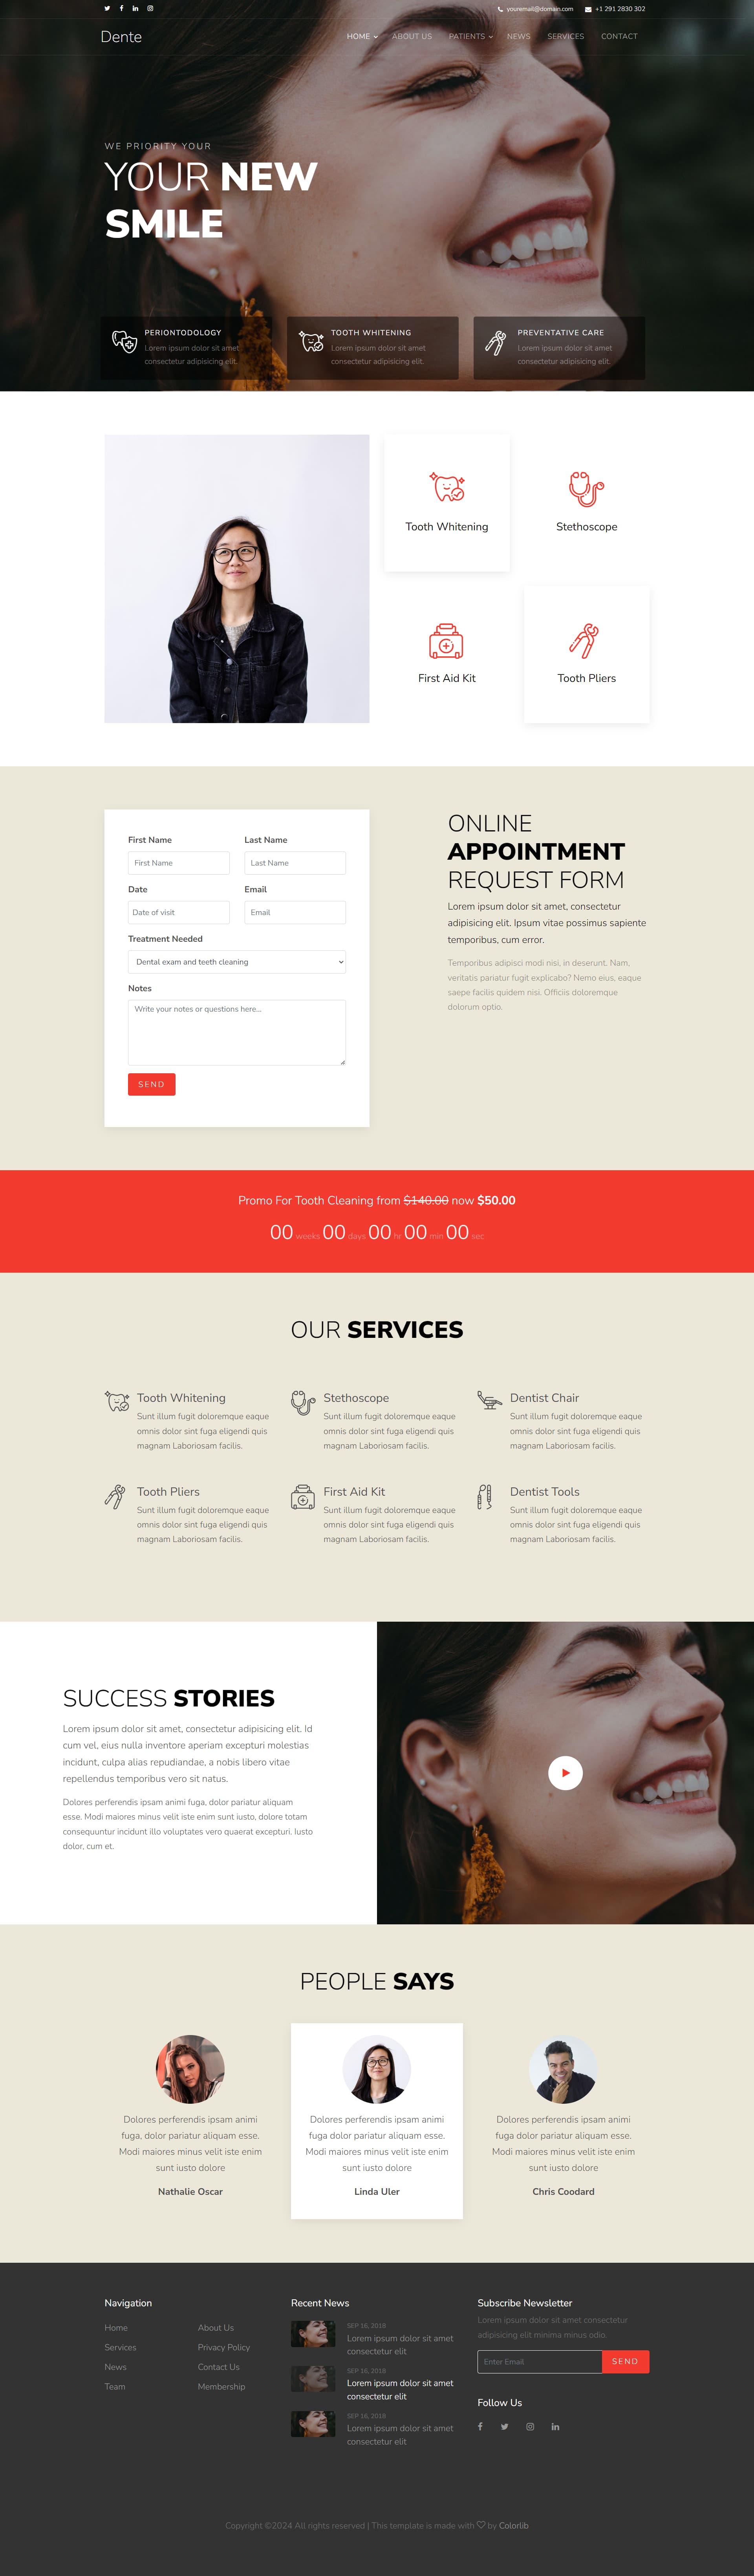 youremail@domain.com +1 291 2830 302
Dente
HOME ABOUT US PATIENTS NEWS SERVICES CONTACT
WE PRIORITY YOUR
YOUR NEW
SMILE
PERIONTODOLOGY
Lorem ipsum dolor sit amet
consectetur adipisicing elit.
TOOTH WHITENING
Lorem ipsum dolor sit amet
consectetur adipisicing elit.
PREVENTATIVE CARE
Lorem ipsum dolor sit amet
consectetur adipisicing elit.
Tooth Whitening
Stethoscope
First Aid Kit
Tooth Pliers
First Name Last Name
First Name Last Name
Date Email
Date of visit Email
Treatment Needed
Dental exam and teeth cleaning
Notes
Write your notes or questions here...
SEND
ONLINE
APPOINTMENT
REQUEST FORM
Lorem ipsum dolor sit amet, consectetur
adipisicing elit. Ipsum vitae possimus sapiente
temporibus, cum error.
Temporibus adipisci modi nisi, in deserunt. Nam,
veritatis pariatur fugit explicabo? Nemo eius, eaque
saepe facilis quidem nisi. Officiis doloremque
dolorum optio.
Promo For Tooth Cleaning from $140.00 now $50.00
00 weeks 00 days 00 hr 00 min 00 sec
OUR SERVICES
Tooth Whitening
Sunt illum fugit doloremque eaque
omnis dolor sint fuga eligendi quis
magnam Laboriosam facilis.
Stethoscope
Sunt illum fugit doloremque eaque
omnis dolor sint fuga eligendi quis
magnam Laboriosam facilis.
Dentist Chair
Sunt illum fugit doloremque eaque
omnis dolor sint fuga eligendi quis
magnam Laboriosam facilis.
Tooth Pliers
Sunt illum fugit doloremque eaque
omnis dolor sint fuga eligendi quis
magnam Laboriosam facilis.
First Aid Kit
Sunt illum fugit doloremque eaque
omnis dolor sint fuga eligendi quis
magnam Laboriosam facilis.
Dentist Tools
Sunt illum fugit doloremque eaque
omnis dolor sint fuga eligendi quis
magnam Laboriosam facilis.
SUCCESS STORIES
Lorem ipsum dolor sit amet, consectetur adipisicing elit. Id
cum vel, eius nulla inventore aperiam excepturi molestias
incidunt, culpa alias repudiandae, a nobis libero vitae
repellendus temporibus vero sit natus.
Dolores perferendis ipsam animi fuga, dolor pariatur aliquam
esse. Modi maiores minus velit iste enim sunt iusto, dolore totam
consequuntur incidunt illo voluptates vero quaerat excepturi. Iusto
dolor, cum et.
PEOPLE SAYS
Dolores perferendis ipsam animi
fuga, dolor pariatur aliquam esse.
Modi maiores minus velit iste enim
sunt iusto dolore
Nathalie Oscar
Dolores perferendis ipsam animi
fuga dolor pariatur aliquam esse.
Modi maiores minus velit iste enim
sunt iusto dolore
Linda Uler
Dolores perferendis ipsam animi
fuga dolor pariatur aliquam esse.
Modi maiores minus velit iste enim
sunt iusto dolore
Chris Coodard
Navigation
Home
Services
News
Team
About Us
Privacy Policy
Contact Us
Membership
Recent News
SEP 16, 2018
Lorem ipsum dolor sit amet
consectetur elit
SEP 16, 2018
Lorem ipsum dolor sit amet
consectetur elit
SEP 16, 2018
Lorem ipsum dolor sit amet
consectetur elit
Subscribe Newsletter
Lorem ipsum dolor sit amet consectetur
adipisicing elit minima minus odio.
Enter Email SEND
Follow Us
Copyright ©2024 All rights reserved | This template is made with ♡ by Colorlib